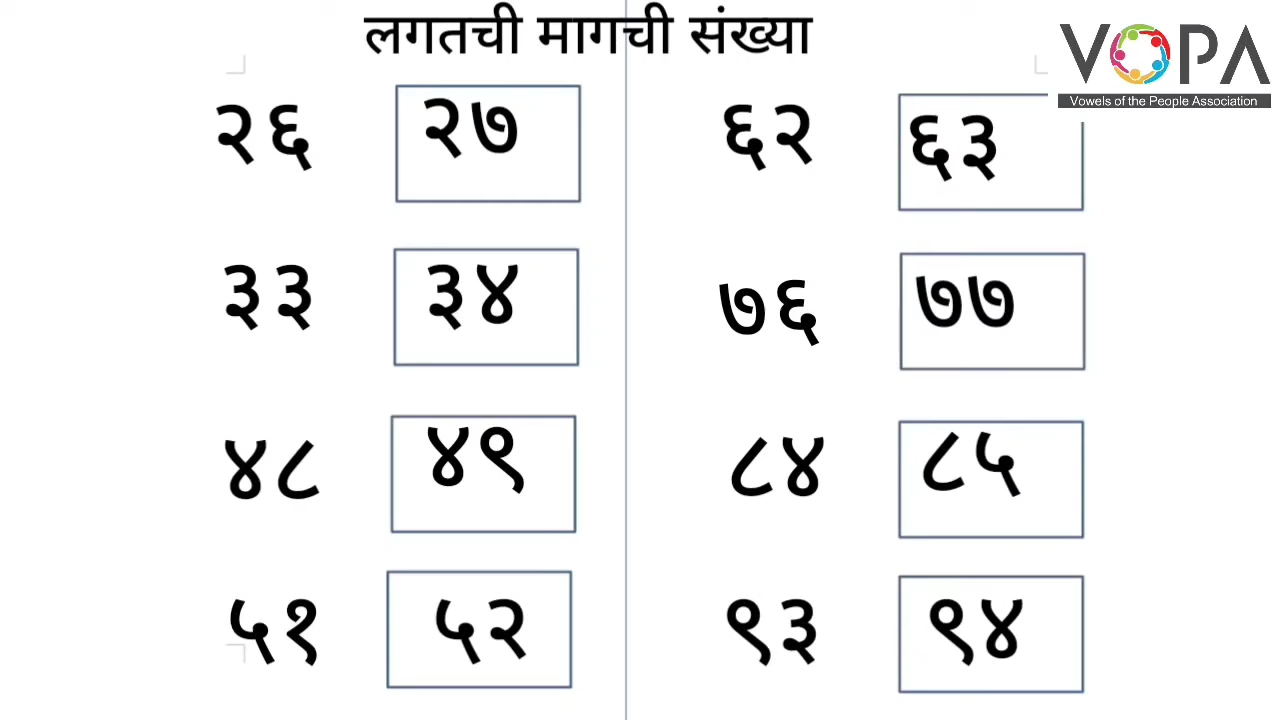 लगतची मागची संख्या
VOPA
Vowels of the People Association
२६ २७ ६२ ६३
३३ ३४ ७६ ७७
४८ ४९ ८४ ८५
५१ ५२ ९३ ९४